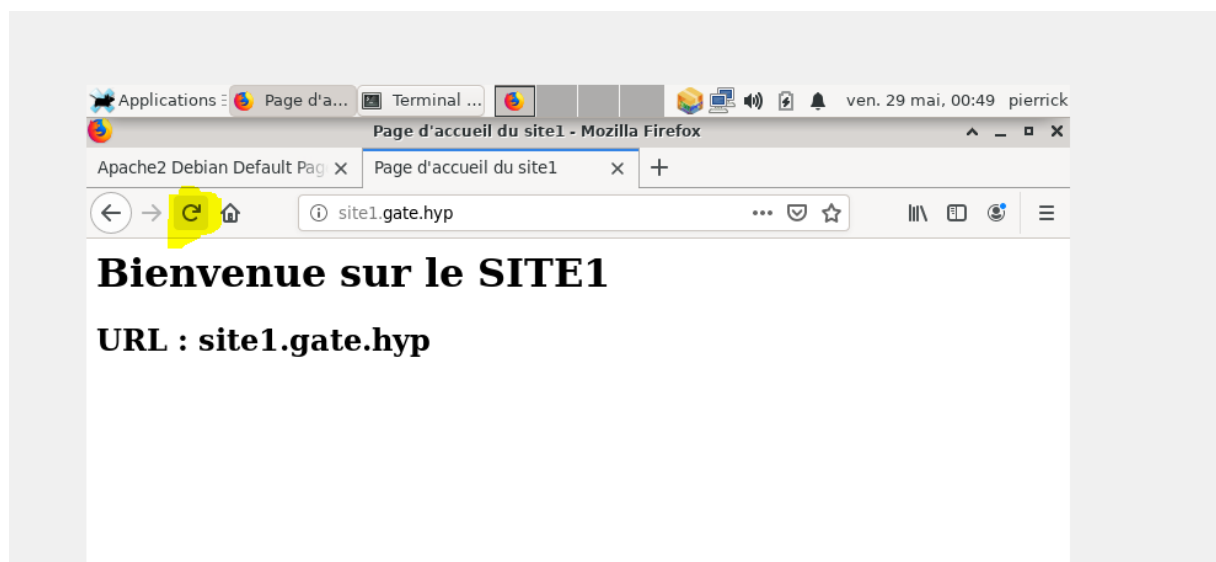 Applications Page d'a... Terminal ... ven. 29 mai, 00:49 pierrick
Page d'accueil du site1 - Mozilla Firefox
Apache2 Debian Default Pag Page d'accueil du site1
site1.gate.hyp
Bienvenue sur le SITE1
URL : site1.gate.hyp